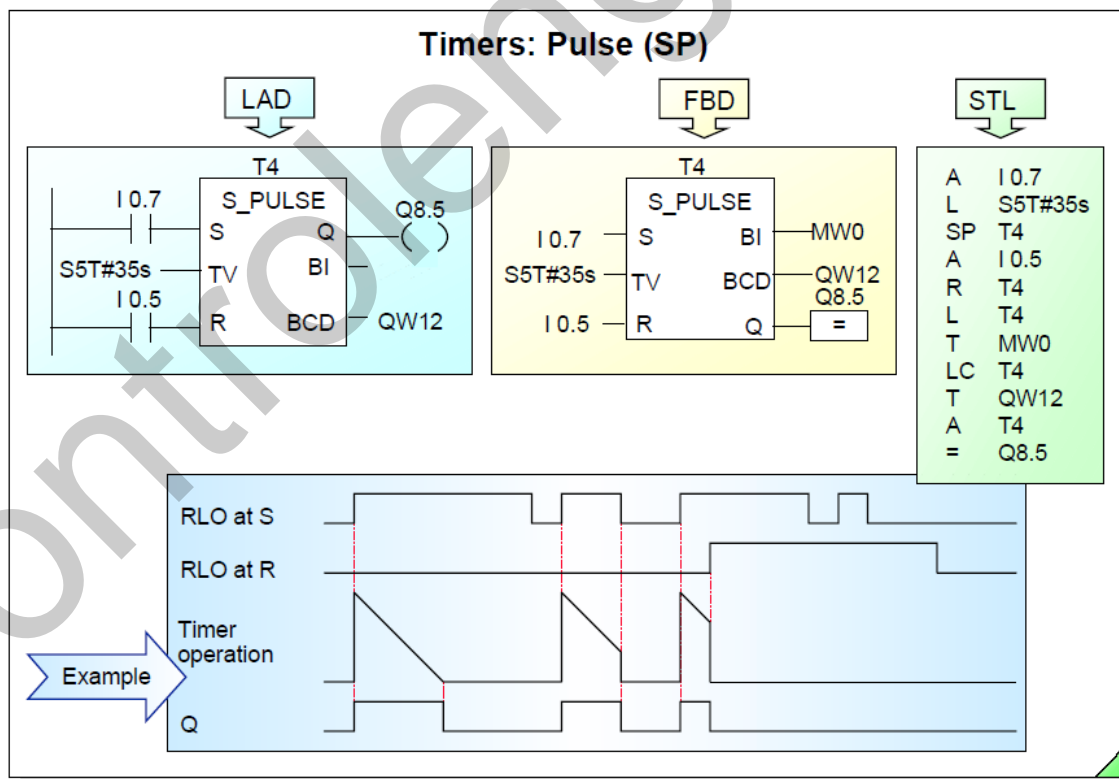 Timers: Pulse (SP)
LAD
FBD
STL
T4
S_PULSE
I 0.7
S
Q
Q8.5
( )
S5T#35s
TV
BI
I 0.5
R
BCD
QW12
T4
S_PULSE
I 0.7
S
BI
MW0
S5T#35s
TV
BCD
QW12
Q8.5
I 0.5
R
Q
=
A I 0.7
L S5T#35s
SP T4
A I 0.5
R T4
L T4
T MW0
LC T4
T QW12
A T4
= Q8.5
RLO at S
RLO at R
Timer
operation
Example
Q
ontroleng